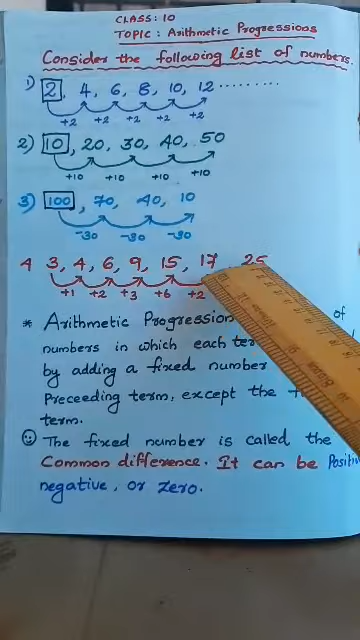 CLASS: 10
TOPIC : Arithmetic Progressions
Consider the following list of numbers.
1) 2, 4, 6, 8, 10, 12..........
+2 +2 +2 +2 +2
2) 10, 20, 30, 40, 50
+10 +10 +10 +10
3) 100, 70, 40, 10
-30 -30 -30
4 3, 4, 6, 9, 15, 17, 25
+1 +2 +3 +6 +2
* Arithmetic Progression of
numbers in which each
by adding a fixed number
Preceeding term, except the
term.
The fixed number is called the
Common difference. It can be
negative, or zero.